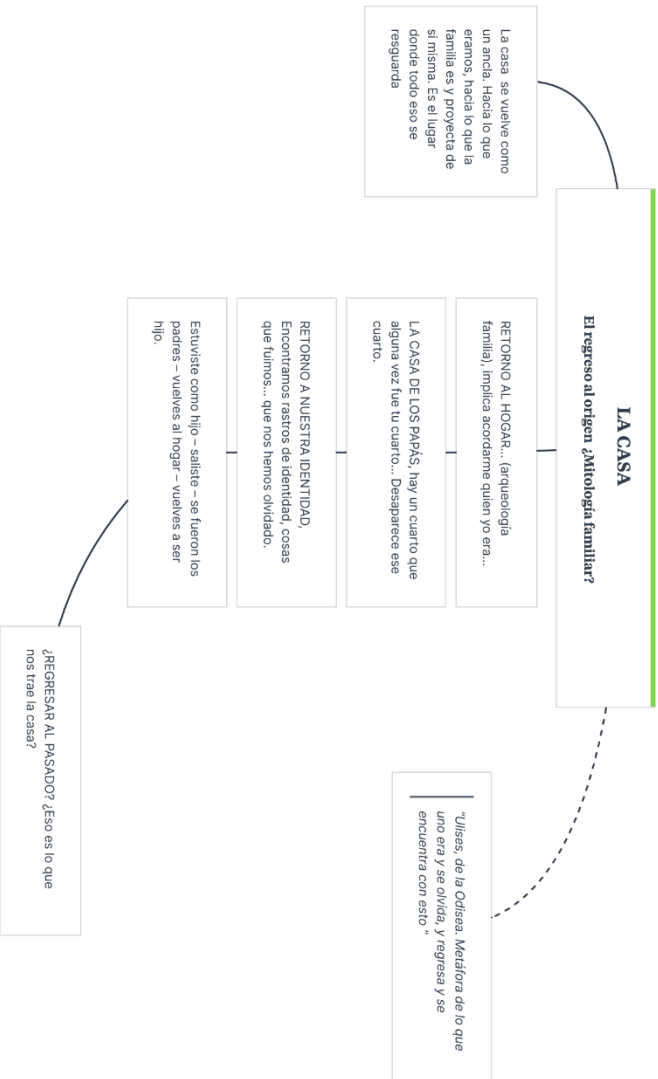 LA CASA
El regreso al origen ¿Mitología familiar?
La casa se vuelve como
un ancla. Hacia lo que
eramos, hacia lo que la
familia es y proyecta de
si misma. Es el lugar
donde todo eso se
resguarda
RETORNO AL HOGAR... (arqueología
familia), implica acordarme quien yo era...
LA CASA DE LOS PAPÁS, hay un cuarto que
alguna vez fue tu cuarto... Desaparece ese
cuarto.
RETORNO A NUESTRA IDENTIDAD,
Encontramos rastros de identidad, cosas
que fuimos... que nos hemos olvidado.
Estuviste como hijo – saliste – se fueron los
padres – vuelves al hogar – vuelves a ser
hijo.
¿REGRESAR AL PASADO? ¿Eso es lo que
nos trae la casa?
"Ulises, de la Odisea. Metáfora de lo que
uno era y se olvida, y regresa y se
encuentra con esto "